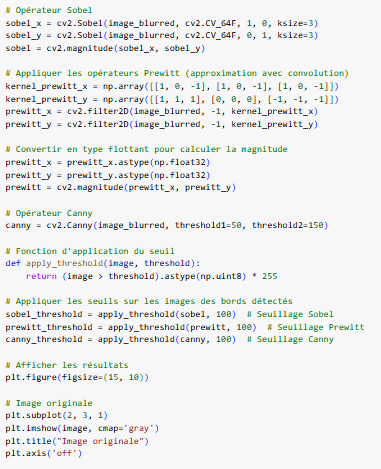 # Opérateur Sobel
sobel_x = cv2.Sobel(image_blurred, cv2.CV_64F, 1, 0, ksize=3)
sobel_y = cv2.Sobel(image_blurred, cv2.CV_64F, 0, 1, ksize=3)
sobel = cv2.magnitude(sobel_x, sobel_y)
# Appliquer les opérateurs Prewitt (approximation avec convolution)
kernel_prewitt_x = np.array([[1, 0, -1], [1, 0, -1], [1, 0, -1]])
kernel_prewitt_y = np.array([[1, 1, 1], [0, 0, 0], [-1, -1, -1]])
prewitt_x = cv2.filter2D(image_blurred, -1, kernel_prewitt_x)
prewitt_y = cv2.filter2D(image_blurred, -1, kernel_prewitt_y)
# Convertir en type flottant pour calculer la magnitude
prewitt_x = prewitt_x.astype(np.float32)
prewitt_y = prewitt_y.astype(np.float32)
prewitt = cv2.magnitude(prewitt_x, prewitt_y)
# Opérateur Canny
canny = cv2.Canny(image_blurred, threshold1=50, threshold2=150)
# Fonction d'application du seuil
def apply_threshold(image, threshold):
    return (image > threshold).astype(np.uint8) * 255
# Appliquer les seuils sur les images des bords détectés
sobel_threshold = apply_threshold(sobel, 100)  # Seuillage Sobel
prewitt_threshold = apply_threshold(prewitt, 100)  # Seuillage Prewitt
canny_threshold = apply_threshold(canny, 100)  # Seuillage Canny
# Afficher les résultats
plt.figure(figsize=(15, 10))
# Image originale
plt.subplot(2, 3, 1)
plt.imshow(image, cmap='gray')
plt.title("Image originale")
plt.axis('off')